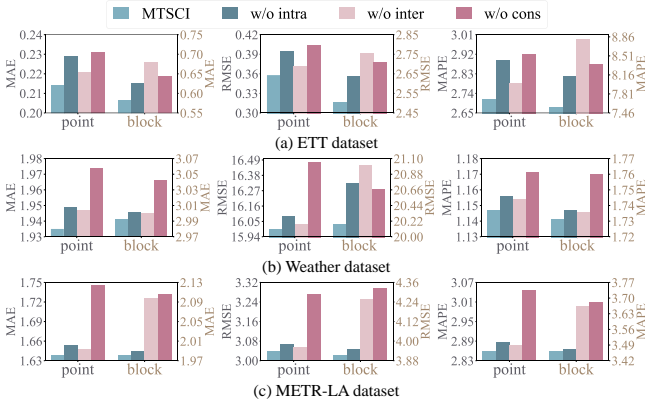 MTSCI w/o intra w/o inter w/o cons
0.24 0.23 0.22 0.21 0.20 MAE 0.75 0.70 0.65 0.60 0.55 MAE point block
0.42 0.39 0.36 0.33 0.30 RMSE 2.85 2.75 2.65 2.55 2.45 RMSE point block
3.01 2.92 2.83 2.74 2.65 MAPE 8.86 8.51 8.16 7.81 7.46 MAPE point block
(a) ETT dataset
1.98 1.97 1.96 1.95 1.94 1.93 MAE 3.07 3.05 3.03 3.01 2.99 2.97 MAE point block
16.49 16.38 16.27 16.16 16.05 15.94 RMSE 21.10 20.88 20.66 20.44 20.22 20.00 RMSE point block
1.18 1.17 1.16 1.15 1.14 1.13 MAPE 1.77 1.76 1.75 1.74 1.73 1.72 MAPE point block
(b) Weather dataset
1.75 1.72 1.69 1.66 1.63 MAE 2.13 2.09 2.05 2.01 1.97 MAE point block
3.32 3.24 3.16 3.08 3.00 RMSE 4.36 4.24 4.12 4.00 3.88 RMSE point block
3.07 3.01 2.95 2.89 2.83 MAPE 3.77 3.70 3.63 3.56 3.49 3.42 MAPE point block
(c) METR-LA dataset